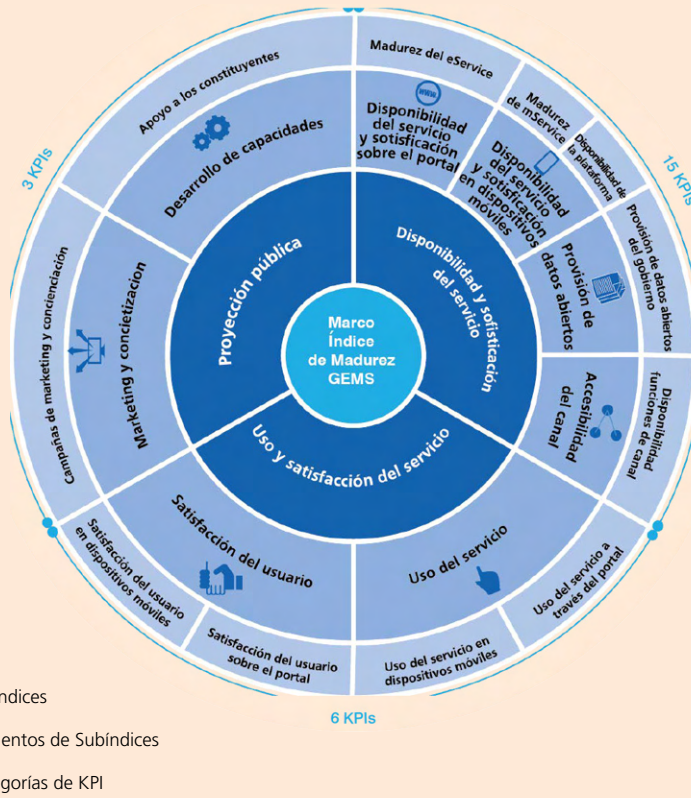 Apoyo a los constituyentes
Madurez del eService
Madurez
de mService
Disponibilidad de
la plataforma
3 KPIs
15 KPIs
Desarrollo de capacidades
www
Disponibilidad
del servicio
y sotisficación
sobre el portal
Disponibilidad
del servicio
y sotisficación
en dispositivos
móviles
Provisión de datos abiertos
del gobierno
Provisión de
datos abiertos
Proyección pública
Disponibilidad y sofisticación
del servicio
Marco
Índice
de Madurez
GEMS
Campañas de marketing y concienciación
Marketing y concietizacion
Accesibilidad
del canal
Disponibilidad
funciones de canal
Uso y satisfacción del servicio
Satisfacción del usuario
Uso del servicio
Satisfacción del usuario
en dispositivos móviles
Satisfacción del usuario
sobre el portal
Uso del servicio en
dispositivos móviles
Uso del servicio a
través del portal
6 KPIs
ndices
entos de Subíndices
gorías de KPI